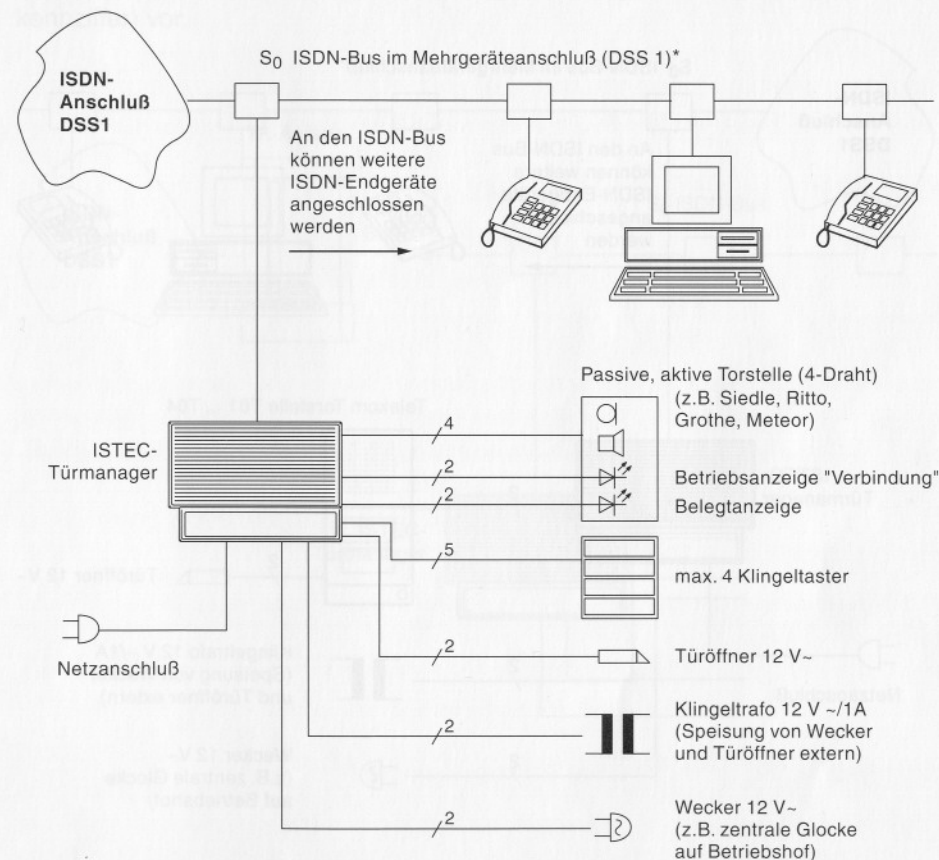 S0 ISDN-Bus im Mehrgeräteanschluß (DSS 1)*
ISDN-
Anschluß
DSS1
An den ISDN-Bus
können weitere
ISDN-Endgeräte
angeschlossen
werden
Passive, aktive Torstelle (4-Draht)
(z.B. Siedle, Ritto,
Grothe, Meteor)
ISTEC-
Türmanager
4
2
Betriebsanzeige "Verbindung"
2
Belegtanzeige
5
max. 4 Klingeltaster
2
Türöffner 12 V~
Netzanschluß
2
Klingeltrafo 12 V ~/1A
(Speisung von Wecker
und Türöffner extern)
2
Wecker 12 V~
(z.B. zentrale Glocke
auf Betriebshof)